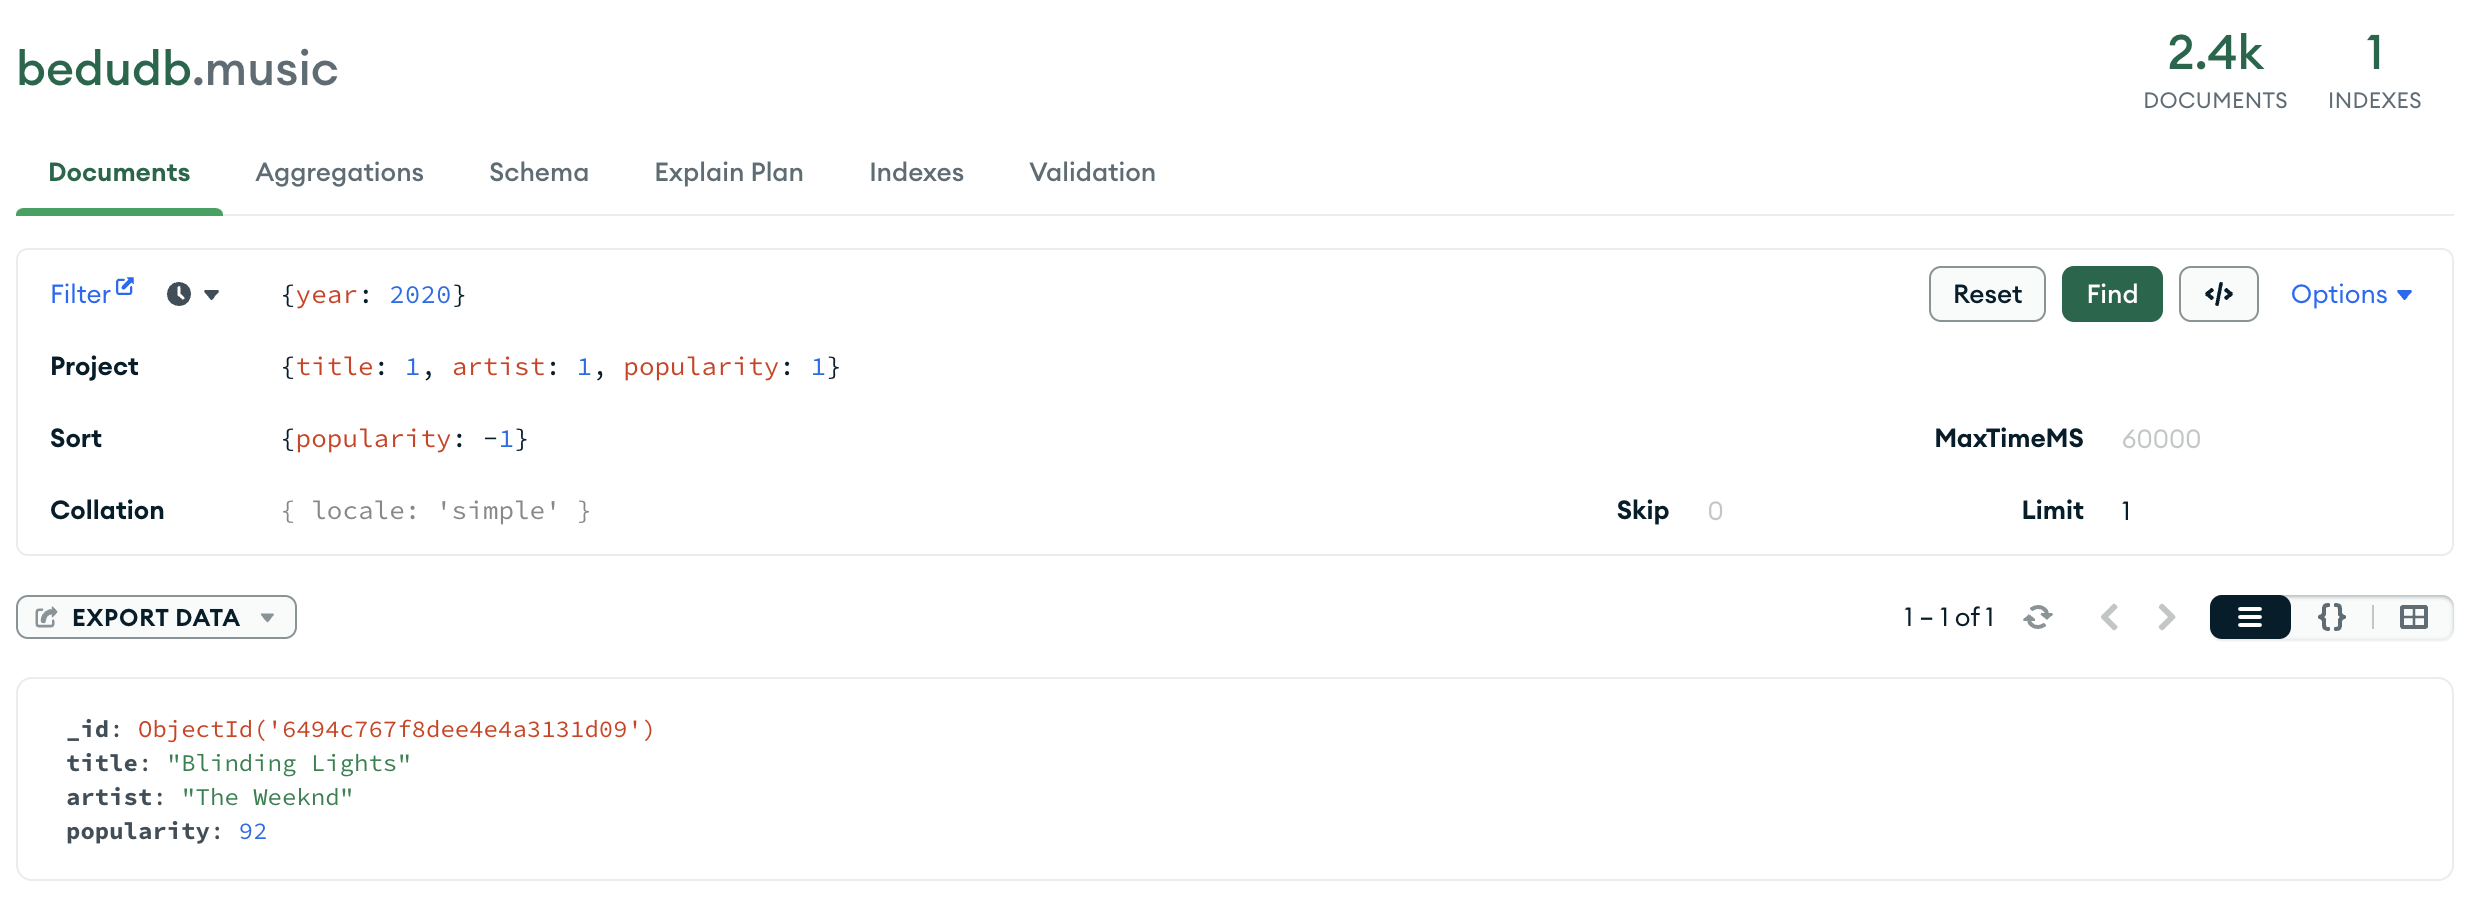 bedudb.music
2.4k
DOCUMENTS
1
INDEXES
Documents Aggregations Schema Explain Plan Indexes Validation
Filter {year: 2020} Reset Find </> Options
Project {title: 1, artist: 1, popularity: 1}
Sort {popularity: -1} MaxTimeMS 60000
Collation { locale: 'simple' } Skip 0 Limit 1
EXPORT DATA 1 – 1 of 1 {}
_id: ObjectId('6494c767f8dee4e4a3131d09')
title: "Blinding Lights"
artist: "The Weeknd"
popularity: 92